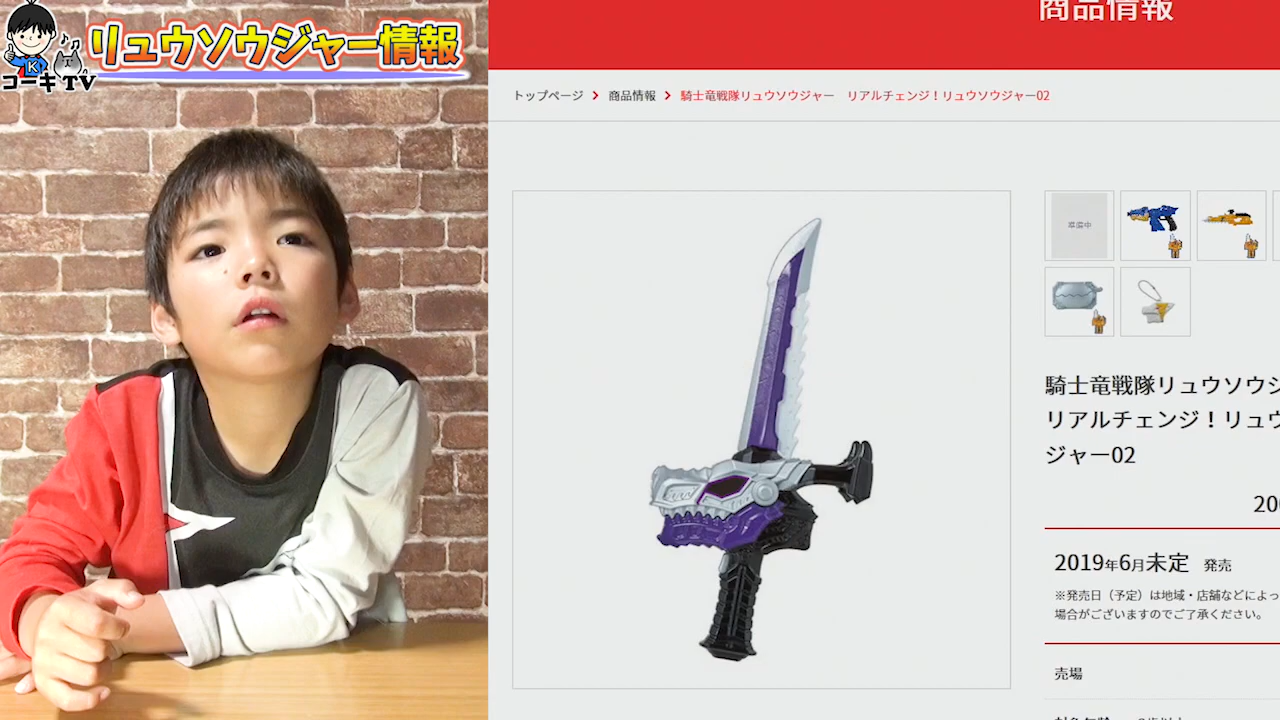 商品情報
リュウソウジャー情報
K
コーキTV
トップページ 商品情報 騎士竜戦隊リュウソウジャー リアルチェンジ!リュウソウジャー02
準備中
騎士竜戦隊リュウソウジ
リアルチェンジ!リュウ
ジャー02
20
2019年6月未定 発売
※発売日(予定)は地域・店舗などによっ
場合がございますのでご了承ください。
売場